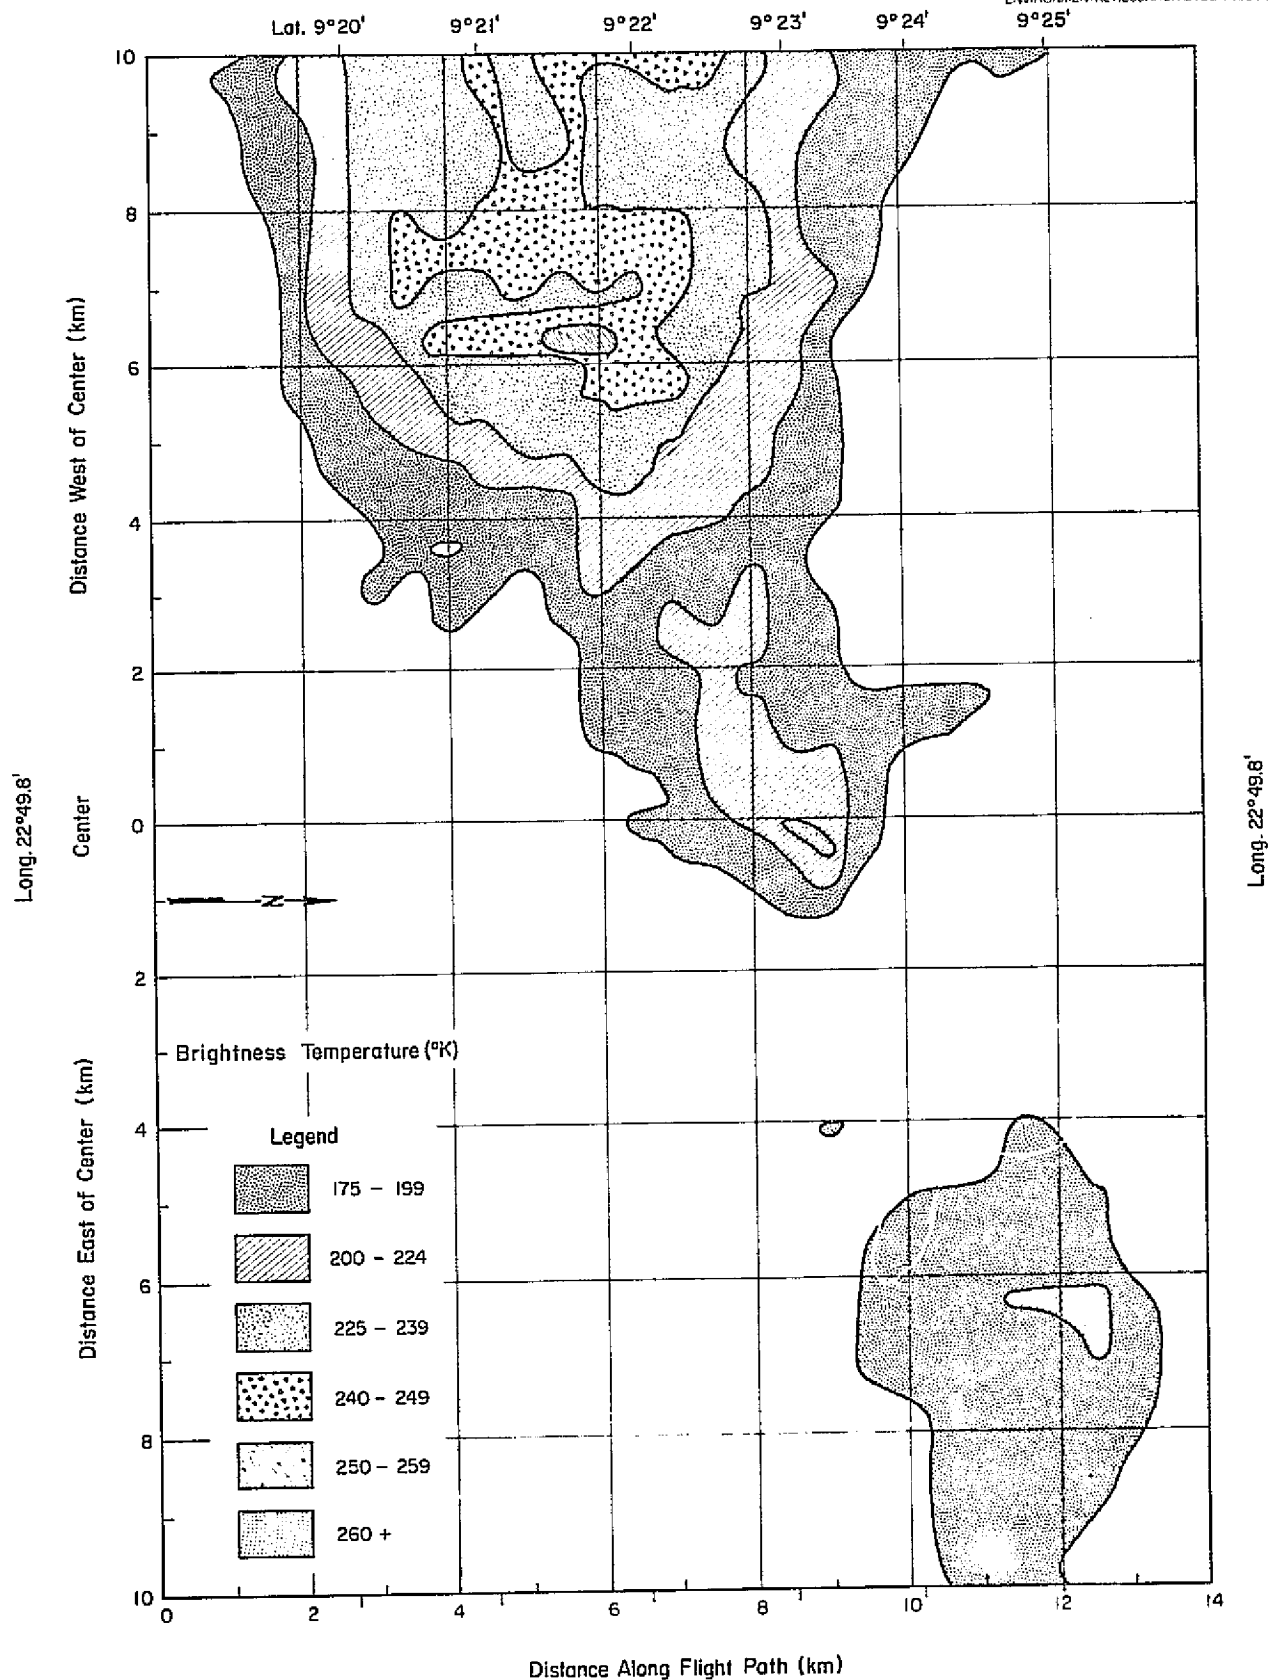 Lat. 9°20' 9°21' 9°22' 9°23' 9°24' 9°25'
10
8
6
4
2
0
2
4
6
8
10
Distance West of Center (km)
Center
Distance East of Center (km)
Long. 22°49.8'
Long. 22°49.8'
N
Brightness Temperature (°K)
Legend
175 - 199
200 - 224
225 - 239
240 - 249
250 - 259
260 +
0 2 4 6 8 10 12 14
Distance Along Flight Path (km)